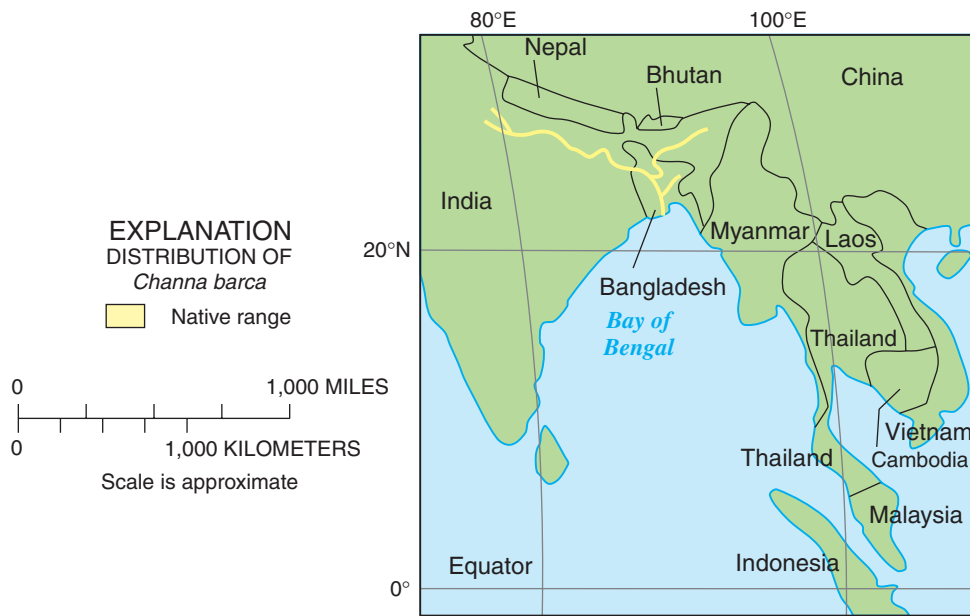 80°E
100°E
Nepal
Bhutan
China
India
EXPLANATION
DISTRIBUTION OF
Channa barca
Native range
Myanmar
Laos
20°N
Bangladesh
Bay of
Bengal
Thailand
0
1,000 MILES
0
1,000 KILOMETERS
Scale is approximate
Vietnam
Cambodia
Thailand
Malaysia
Indonesia
Equator
0°